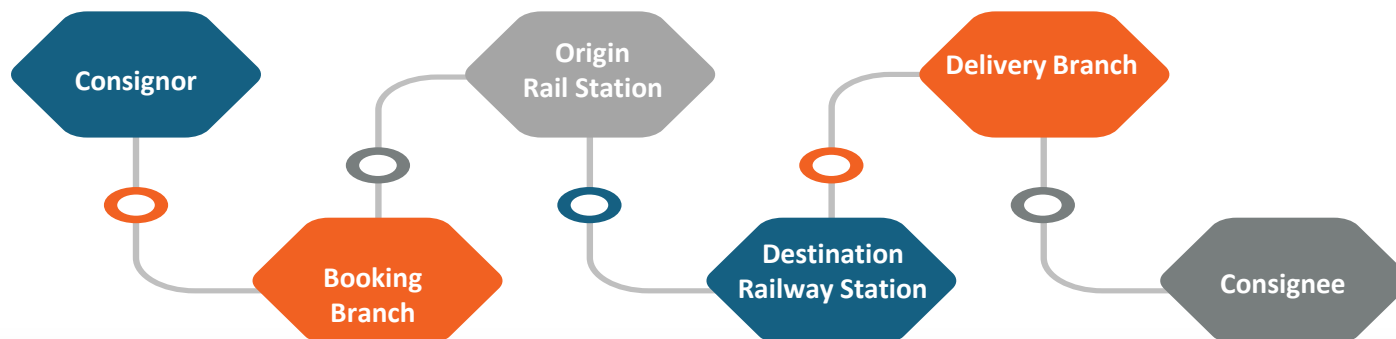 Consignor
Booking
Branch
Origin
Rail Station
Destination
Railway Station
Delivery Branch
Consignee